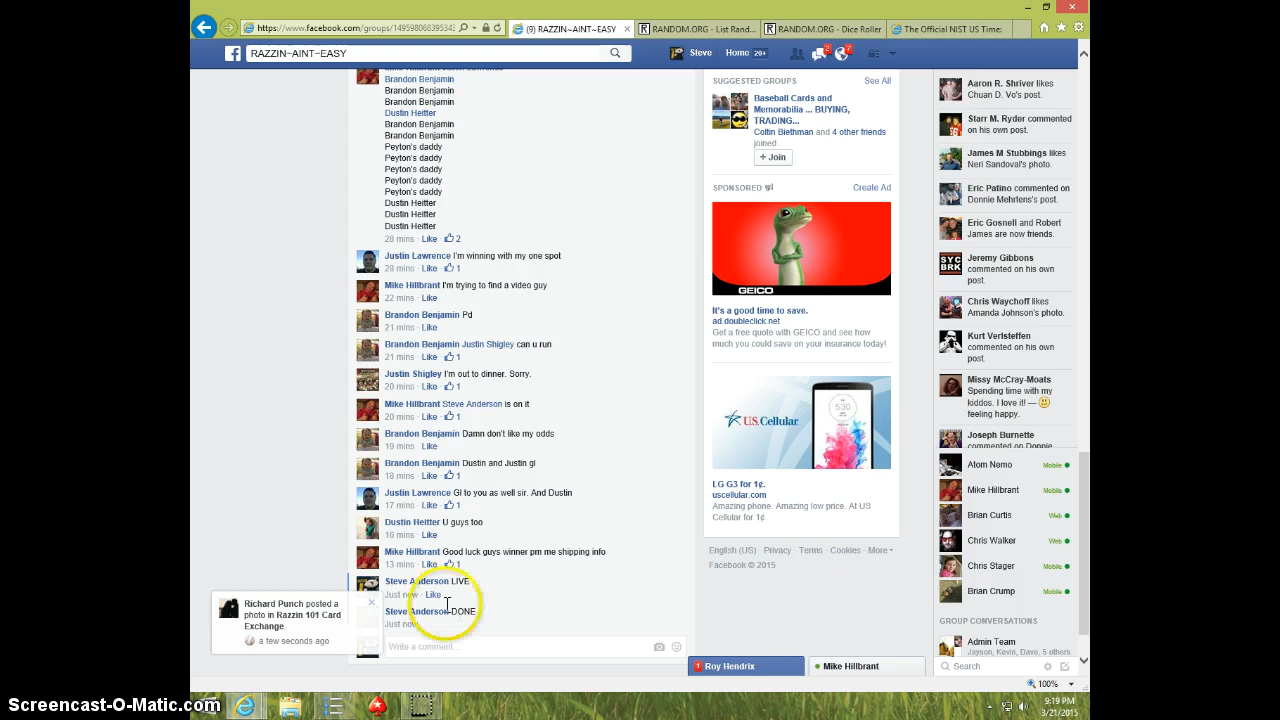 https://www.facebook.com/groups/149598068395343
(9) RAZZIN~AINT~EASY
RANDOM.ORG - List Rand...
RANDOM.ORG - Dice Roller
The Official NIST US Time:
RAZZIN~AINT~EASY
Steve
Home 20+
2
7
Brandon Benjamin
Brandon Benjamin
Brandon Benjamin
Dustin Heitter
Brandon Benjamin
Brandon Benjamin
Peyton's daddy
Peyton's daddy
Peyton's daddy
Peyton's daddy
Peyton's daddy
Dustin Heitter
Dustin Heitter
Dustin Heitter
28 mins · Like · 2
Justin Lawrence I'm winning with my one spot
28 mins · Like · 1
Mike Hillbrant I'm trying to find a video guy
22 mins · Like
Brandon Benjamin Pd
21 mins · Like
Brandon Benjamin Justin Shigley can u run
21 mins · Like · 1
Justin Shigley I'm out to dinner. Sorry.
20 mins · Like · 1
Mike Hillbrant Steve Anderson is on it
20 mins · Like · 1
Brandon Benjamin Damn don't like my odds
19 mins · Like
Brandon Benjamin Dustin and Justin gl
18 mins · Like · 1
Justin Lawrence Gl to you as well sir. And Dustin
17 mins · Like · 1
Dustin Heitter U guys too
16 mins · Like
Mike Hillbrant Good luck guys winner pm me shipping info
13 mins · Like · 1
Steve Anderson LIVE
Just now · Like
Steve Anderson DONE
Just now
Write a comment...
Richard Punch posted a
photo in Razzin 101 Card
Exchange.
a few seconds ago
SUGGESTED GROUPS
See All
Baseball Cards and
Memorabilia ... BUYING,
TRADING...
Coltin Biethman and 4 other friends
joined
+ Join
SPONSORED
Create Ad
GEICO
It's a good time to save.
ad.doubleclick.net
Get a free quote with GEICO and see how
much you could save on your insurance today!
U.S. Cellular
5:30
LG G3 for 1¢.
uscellular.com
Amazing phone. Amazing low price. At US
Cellular for 1¢.
English (US) · Privacy · Terms · Cookies · More
Facebook © 2015
Aaron R. Shriver likes
Chuan D. Vo's post.
Starr M. Ryder commented
on his own post.
James M Stubbings likes
Neri Sandoval's photo.
Eric Patino commented on
Donnie Mehrtens's post.
Eric Gosnell and Robert
James are now friends.
SYC
BRK
Jeremy Gibbons
commented on his own
post.
Chris Waychoff likes
Amanda Johnson's photo.
Kurt Verlsteffen
commented on his own
post.
Missy McCray-Moats
Spending time with my
kiddos. I love it! —
feeling happy.
Joseph Burnette
commented on Donnie
Atom Nemo Mobile
Mike Hillbrant Mobile
Brian Curtis Web
Chris Walker Web
Chris Stager Mobile
Brian Crump Mobile
GROUP CONVERSATIONS
Admin Team
Jayson, Kevin, Dave, 5 others
Search
1 Roy Hendrix
Mike Hillbrant
100%
9:19 PM
3/21/2015
Screencast-O-Matic.com